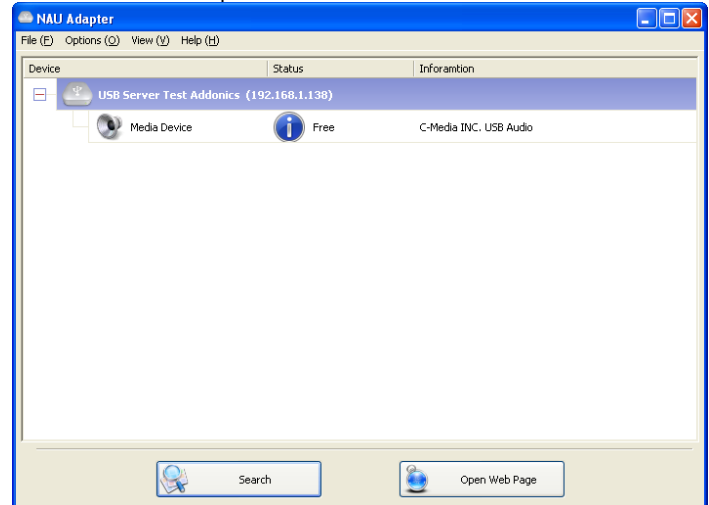 NAU Adapter
File (F) Options (O) View (V) Help (H)
Device Status Inforamtion
USB Server Test Addonics (192.168.1.138)
Media Device Free C-Media INC. USB Audio
Search Open Web Page